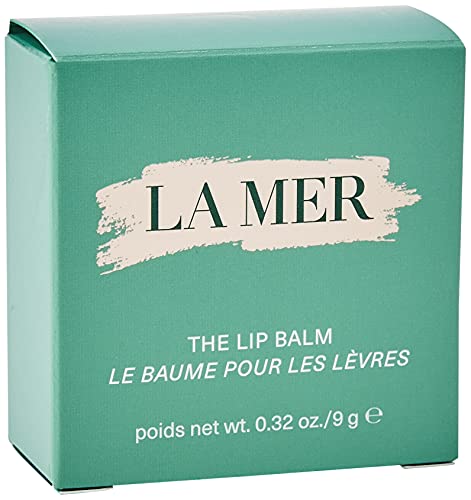 LA MER
THE LIP BALM
LE BAUME POUR LES LÈVRES
poids net wt. 0.32 oz./9 g ℮